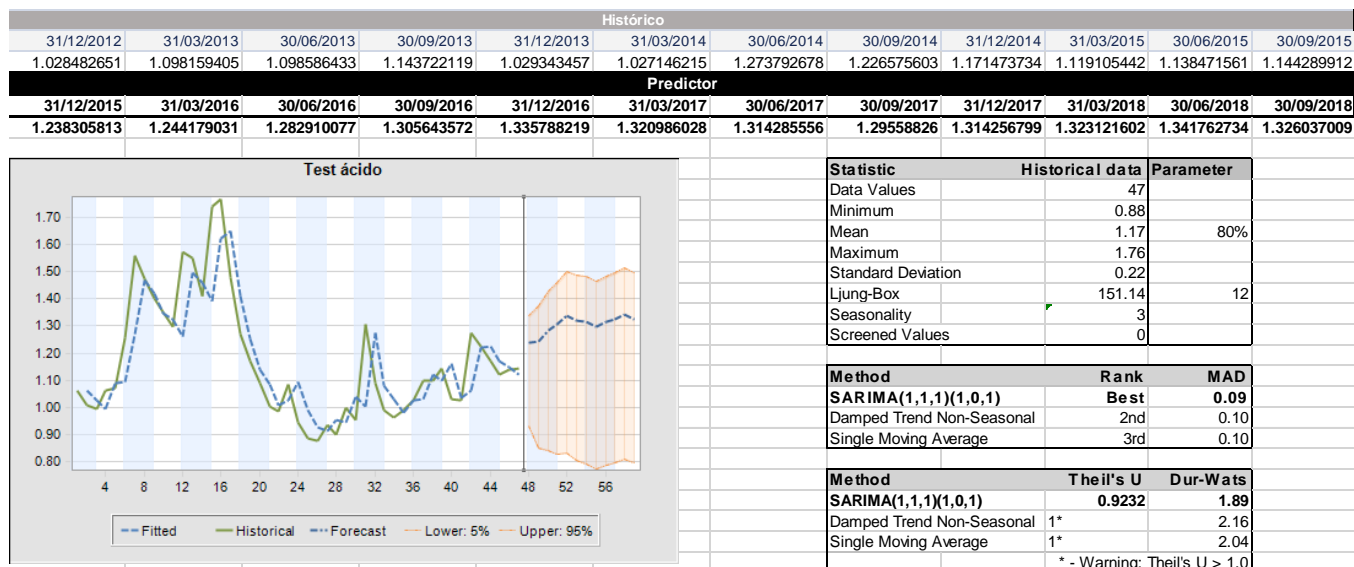 Histórico
31/12/2012 31/03/2013 30/06/2013 30/09/2013 31/12/2013 31/03/2014 30/06/2014 30/09/2014 31/12/2014 31/03/2015 30/06/2015 30/09/2015
1.028482651 1.098159405 1.098586433 1.143722119 1.029343457 1.027146215 1.273792678 1.226575603 1.171473734 1.119105442 1.138471561 1.144289912
Predictor
31/12/2015 31/03/2016 30/06/2016 30/09/2016 31/12/2016 31/03/2017 30/06/2017 30/09/2017 31/12/2017 31/03/2018 30/06/2018 30/09/2018
1.238305813 1.244179031 1.282910077 1.305643572 1.335788219 1.320986028 1.314285556 1.29558826 1.314256799 1.323121602 1.341762734 1.326037009
Test ácido
1.70
1.60
1.50
1.40
1.30
1.20
1.10
1.00
0.90
0.80
4 8 12 16 20 24 28 32 36 40 44 48 52 56
Fitted Historical Forecast Lower: 5% Upper: 95%
Statistic Historical data Parameter
Data Values 47
Minimum 0.88
Mean 1.17 80%
Maximum 1.76
Standard Deviation 0.22
Ljung-Box 151.14 12
Seasonality 3
Screened Values 0
Method Rank MAD
SARIMA(1,1,1)(1,0,1) Best 0.09
Damped Trend Non-Seasonal 2nd 0.10
Single Moving Average 3rd 0.10
Method Theil's U Dur-Wats
SARIMA(1,1,1)(1,0,1) 0.9232 1.89
Damped Trend Non-Seasonal 1* 2.16
Single Moving Average 1* 2.04
* - Warning: Theil's U > 1.0